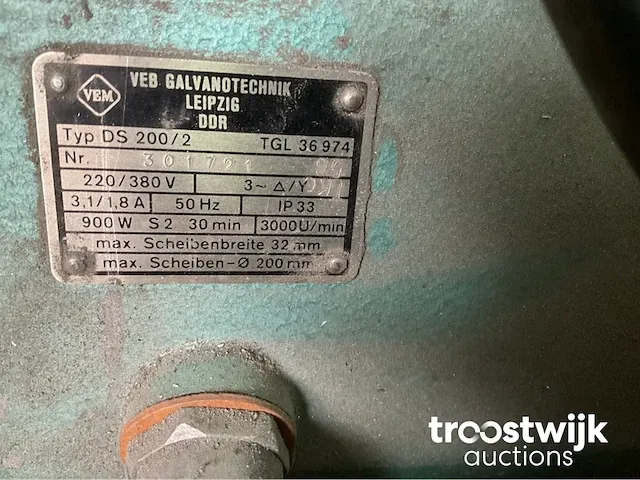 VEM
VEB GALVANOTECHNIK
LEIPZIG
DDR
Typ DS 200/2 TGL 36 974
Nr. 301791
220/380 V 3~ Δ/Y
3,1/1,8 A 50 Hz IP 33
900 W S 2 30 min 3000U/min
max. Scheibenbreite 32 mm
max. Scheiben-Ø 200 mm
troostwijk
auctions